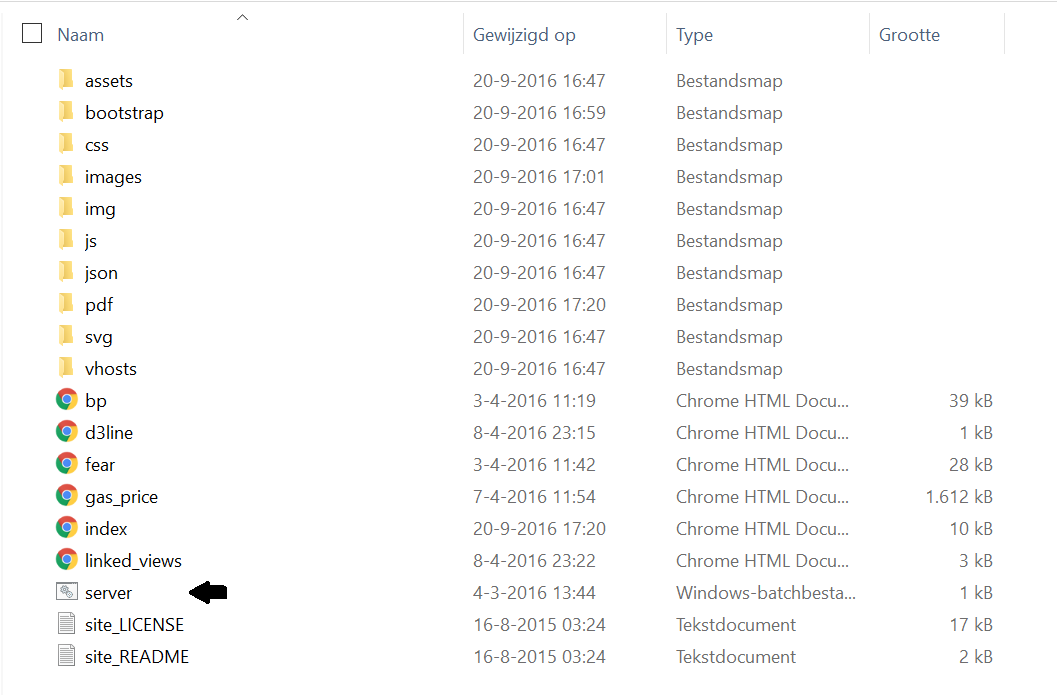 Naam Gewijzigd op Type Grootte
assets 20-9-2016 16:47 Bestandsmap
bootstrap 20-9-2016 16:59 Bestandsmap
css 20-9-2016 16:47 Bestandsmap
images 20-9-2016 17:01 Bestandsmap
img 20-9-2016 16:47 Bestandsmap
js 20-9-2016 16:47 Bestandsmap
json 20-9-2016 16:47 Bestandsmap
pdf 20-9-2016 17:20 Bestandsmap
svg 20-9-2016 16:47 Bestandsmap
vhosts 20-9-2016 16:47 Bestandsmap
bp 3-4-2016 11:19 Chrome HTML Docu... 39 kB
d3line 8-4-2016 23:15 Chrome HTML Docu... 1 kB
fear 3-4-2016 11:42 Chrome HTML Docu... 28 kB
gas_price 7-4-2016 11:54 Chrome HTML Docu... 1.612 kB
index 20-9-2016 17:20 Chrome HTML Docu... 10 kB
linked_views 8-4-2016 23:22 Chrome HTML Docu... 3 kB
server 4-3-2016 13:44 Windows-batchbesta... 1 kB
site_LICENSE 16-8-2015 03:24 Tekstdocument 17 kB
site_README 16-8-2015 03:24 Tekstdocument 2 kB